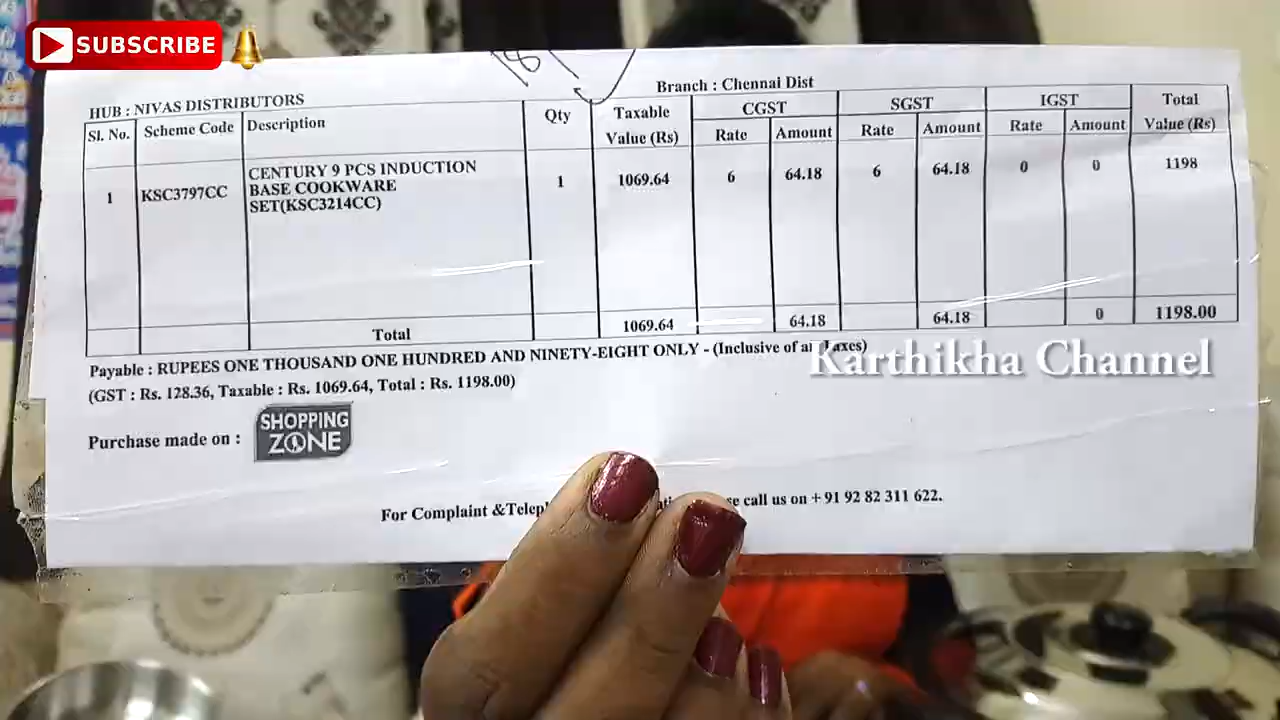 SUBSCRIBE
HUB : NIVAS DISTRIBUTORS
Branch : Chennai Dist
Sl. No. Scheme Code Description Qty Taxable Value (Rs) CGST SGST IGST Total Value (Rs)
Rate Amount Rate Amount Rate Amount
1 KSC3797CC CENTURY 9 PCS INDUCTION 1 1069.64 6 64.18 6 64.18 0 0 1198
BASE COOKWARE
SET(KSC3214CC)
Total 1069.64 64.18 64.18 0 1198.00
Payable : RUPEES ONE THOUSAND ONE HUNDRED AND NINETY-EIGHT ONLY - (Inclusive of
Karthikha Channel
(GST : Rs. 128.36, Taxable : Rs. 1069.64, Total : Rs. 1198.00)
Purchase made on : SHOPPING
ZONE
For Complaint & call us on + 91 92 82 311 622.